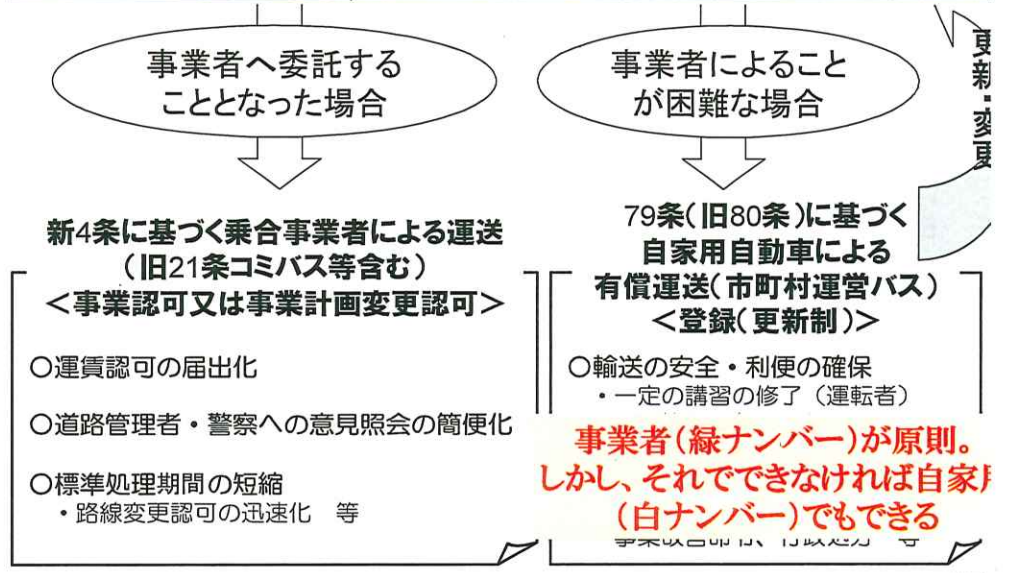 事業者へ委託する
こととなった場合
新4条に基づく乗合事業者による運送
（旧21条コミバス等含む）
＜事業認可又は事業計画変更認可＞
〇運賃認可の届出化
〇道路管理者・警察への意見照会の簡便化
〇標準処理期間の短縮
・路線変更認可の迅速化　等
事業者によること
が困難な場合
79条（旧80条）に基づく
自家用自動車による
有償運送（市町村運営バス）
＜登録（更新制）＞
〇輸送の安全・利便の確保
・一定の講習の修了（運転者）
事業者（緑ナンバー）が原則。
しかし、それでできなければ自家用
（白ナンバー）でもできる
更新・変更